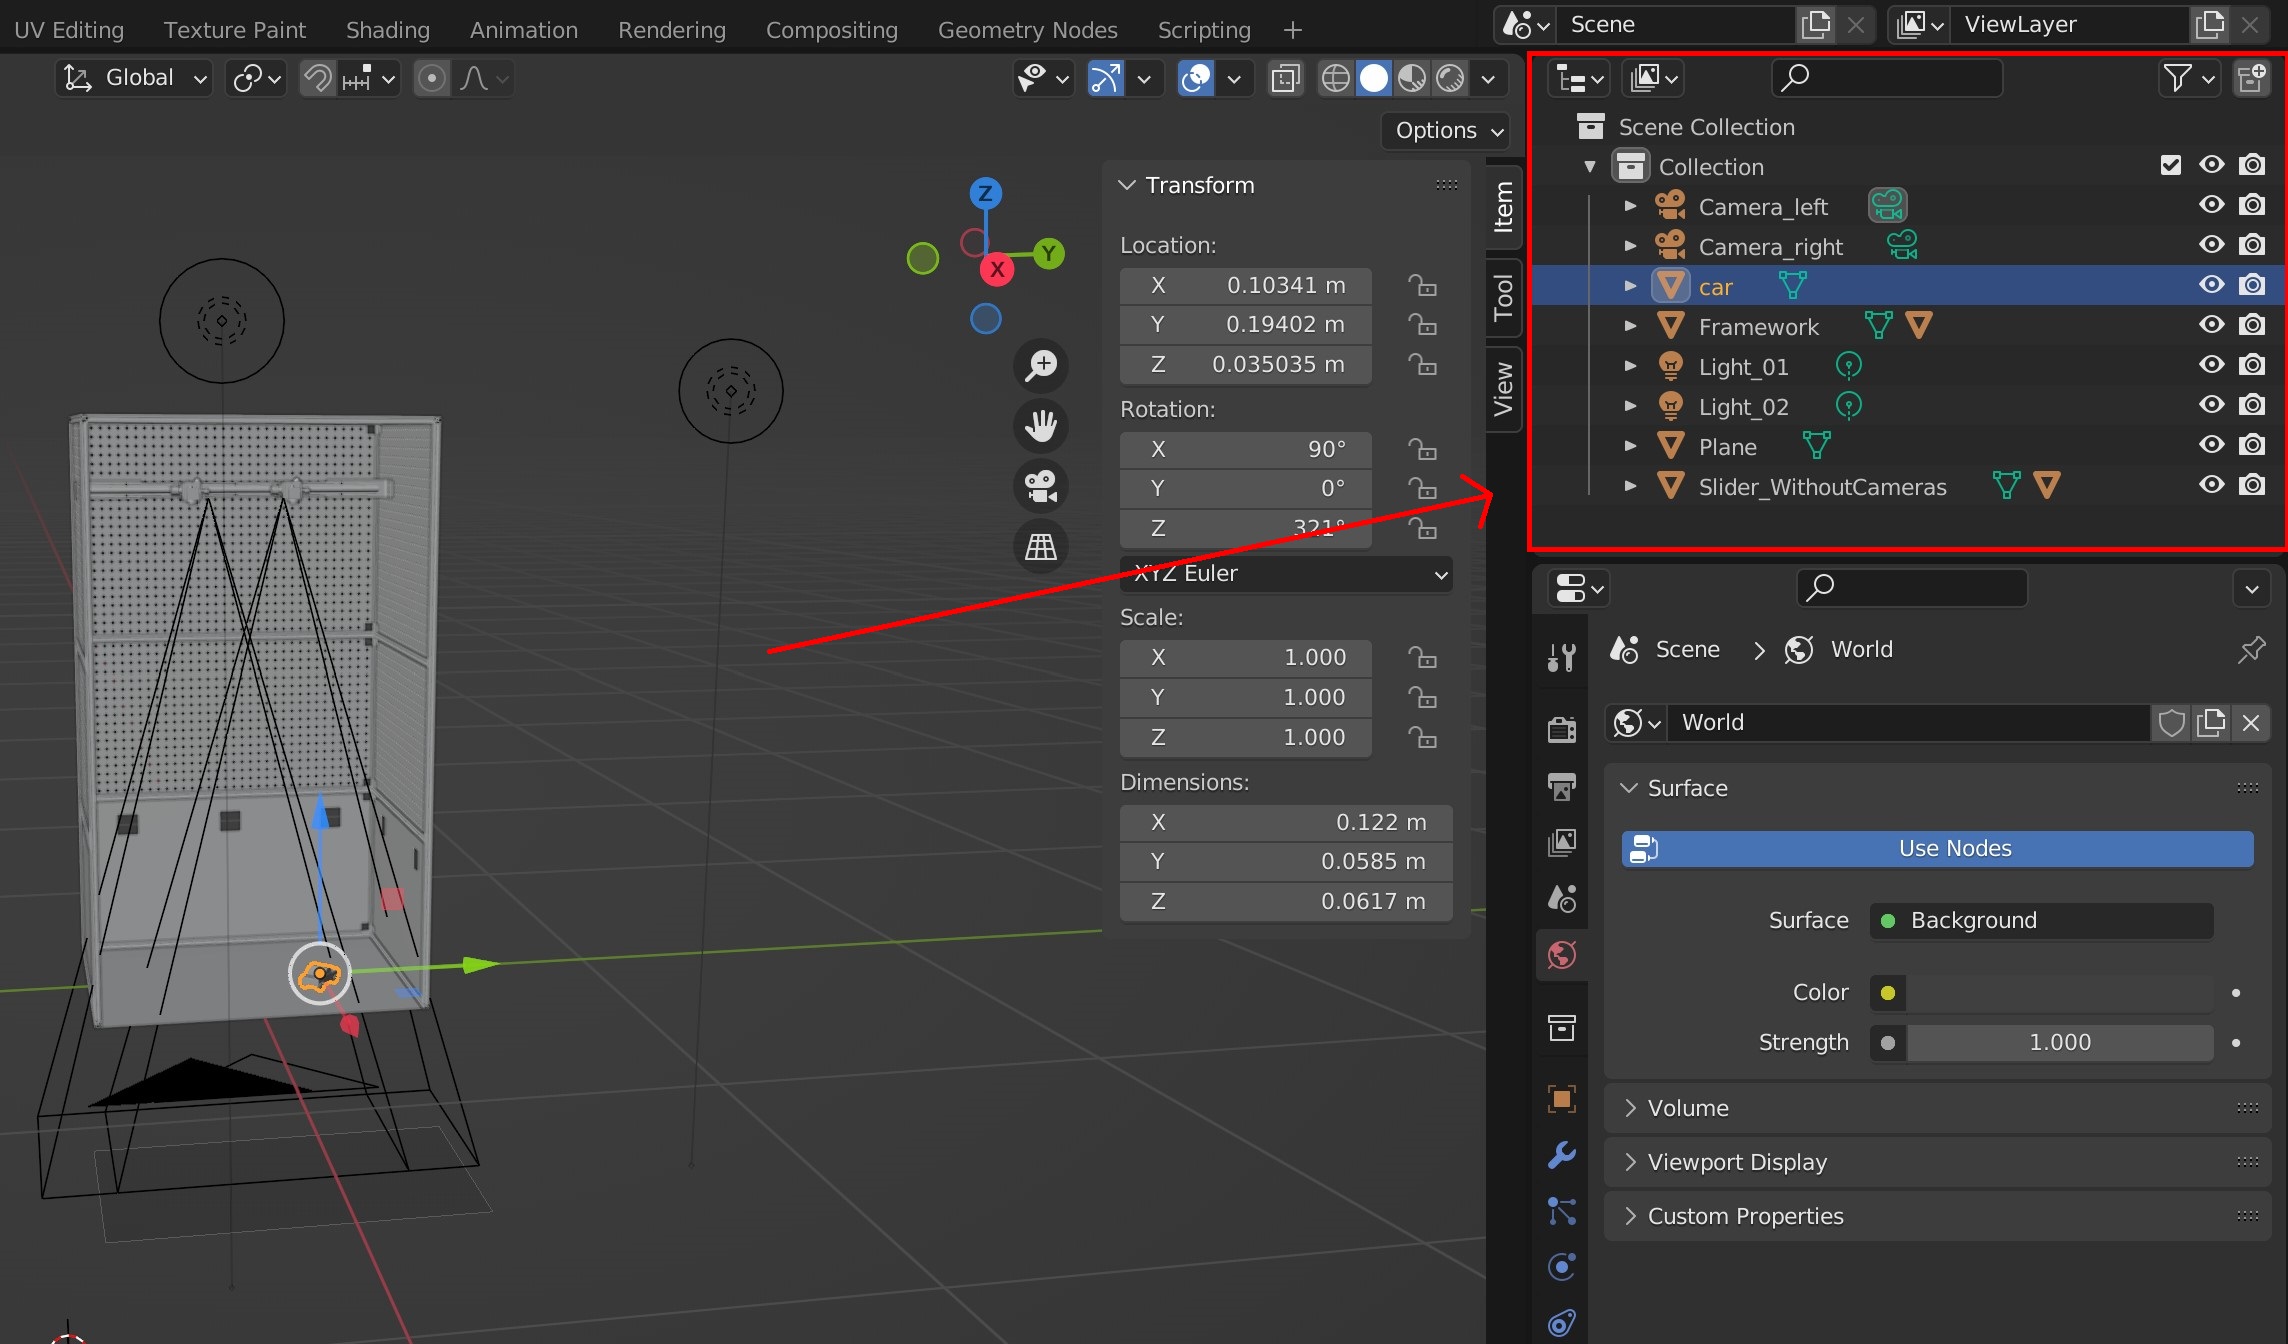 UV Editing Texture Paint Shading Animation Rendering Compositing Geometry Nodes Scripting +
Scene
ViewLayer
Global
Options
Scene Collection
Collection
Camera_left
Camera_right
car
Framework
Light_01
Light_02
Plane
Slider_WithoutCameras
Z
Y
X
Transform
Location:
X 0.10341 m
Y 0.19402 m
Z 0.035035 m
Rotation:
X 90°
Y 0°
Z 321°
XYZ Euler
Scale:
X 1.000
Y 1.000
Z 1.000
Dimensions:
X 0.122 m
Y 0.0585 m
Z 0.0617 m
Item
Tool
View
Scene > World
World
Surface
Use Nodes
Surface Background
Color
Strength 1.000
Volume
Viewport Display
Custom Properties